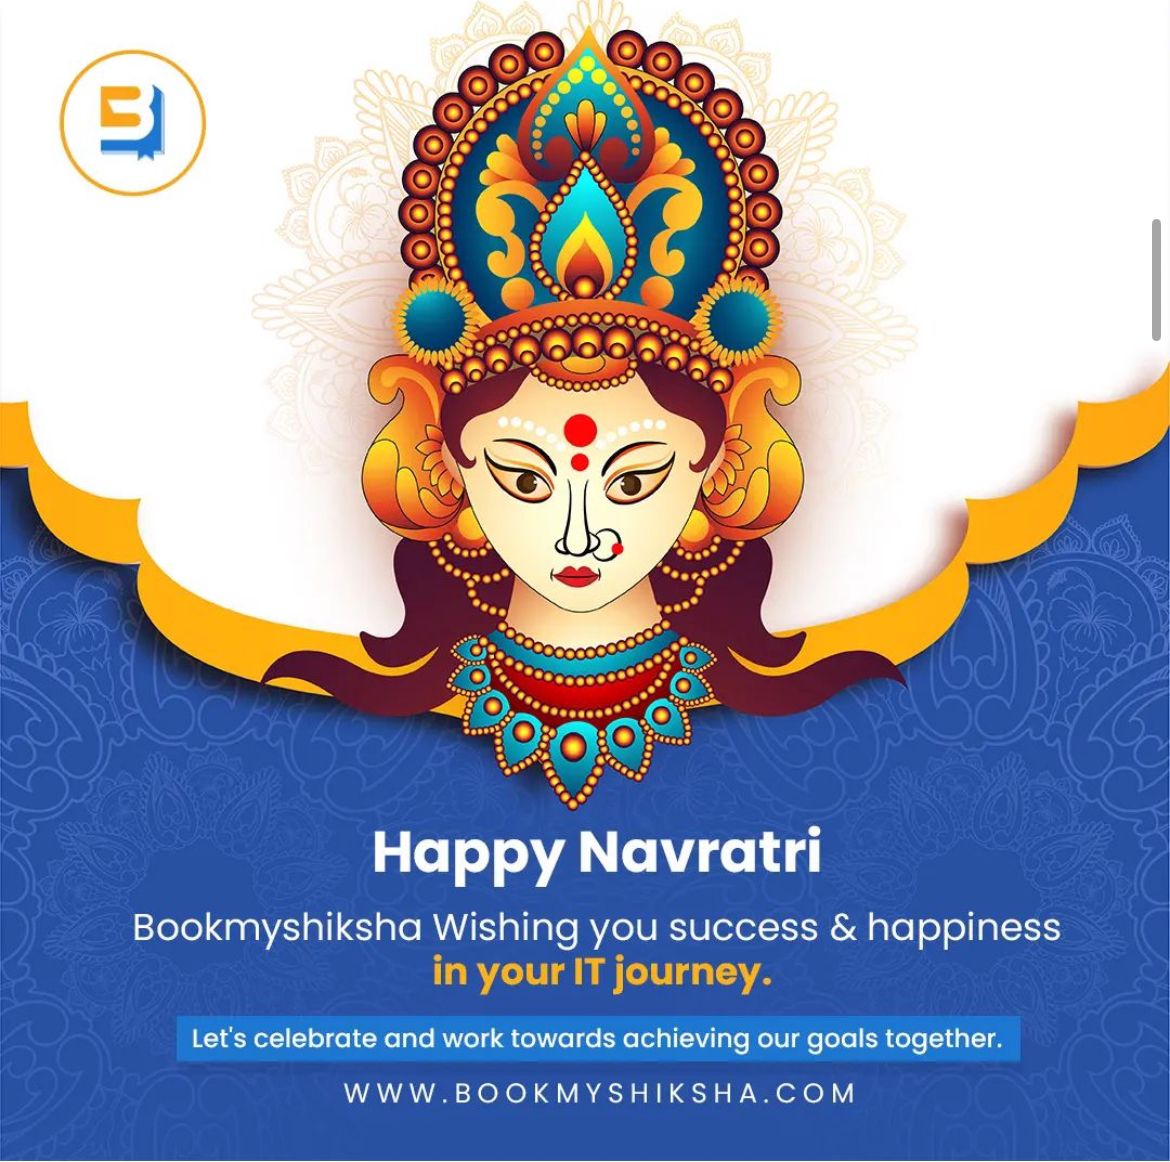 B
Happy Navratri
Bookmyshiksha Wishing you success & happiness
in your IT journey.
Let's celebrate and work towards achieving our goals together.
WWW.BOOKMYSHIKSHA.COM